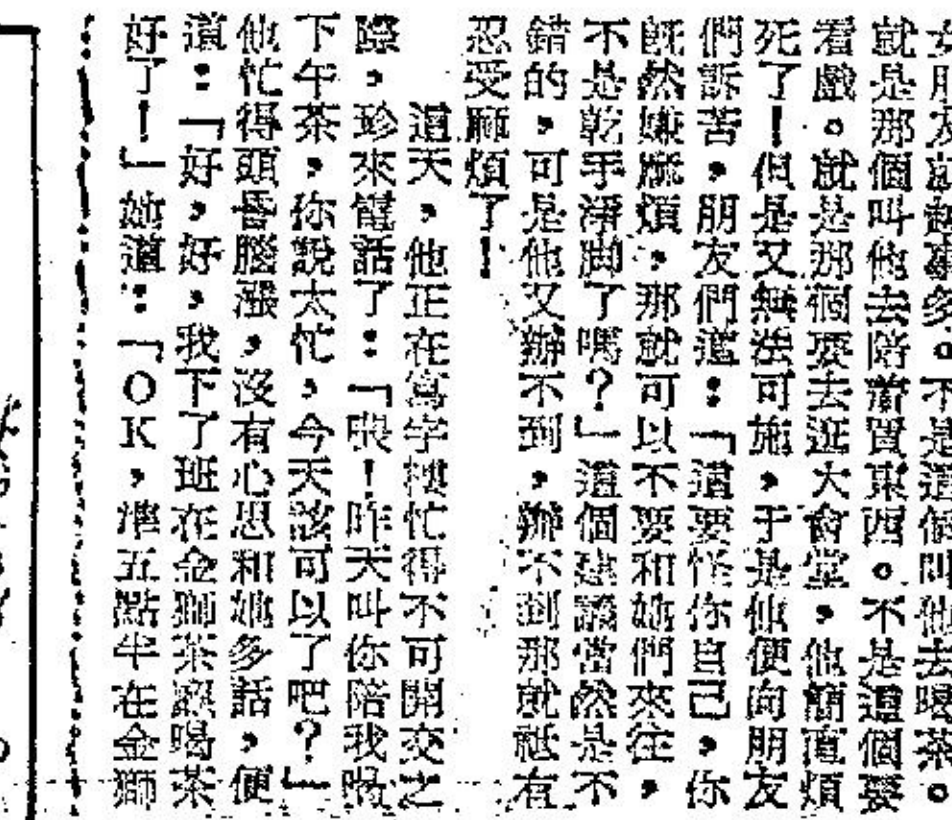 女朋友就越多。不是這個叫他去喝茶。
就是那個叫他去陪着買東西。不是這個要
看戲。就是那個要去逛大會堂,他簡直煩
死了!但是又無法可施,于是他便向朋友
們訴苦,朋友們道:「這要怪你自己,你
既然嫌麻煩,那就可以不要和她們來往,
不是乾手淨脚了嗎?」這個建議當然是不
錯的,可是他又辦不到,辦不到那就祗有
忍受麻煩了!
這天,他正在寫字樓忙得不可開交之
際,珍來電話了:「喂!昨天叫你陪我喝
下午茶,你說太忙,今天該可以了吧?」
他忙得頭昏腦漲,沒有心思和她多話,便
道:「好,好,我下了班在金獅茶廳喝茶
好了!」她道:「OK,準五點半在金獅